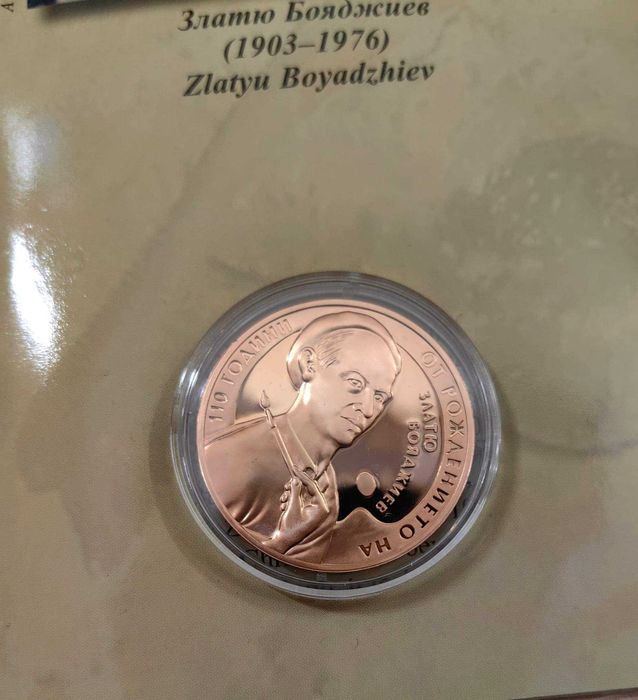 Златю Бояджиев
(1903–1976)
Zlatyu Boyadzhiev
110 ГОДИНИ ОТ РОЖДЕНИЕТО НА
ЗЛАТЮ
БОЯДЖИЕВ